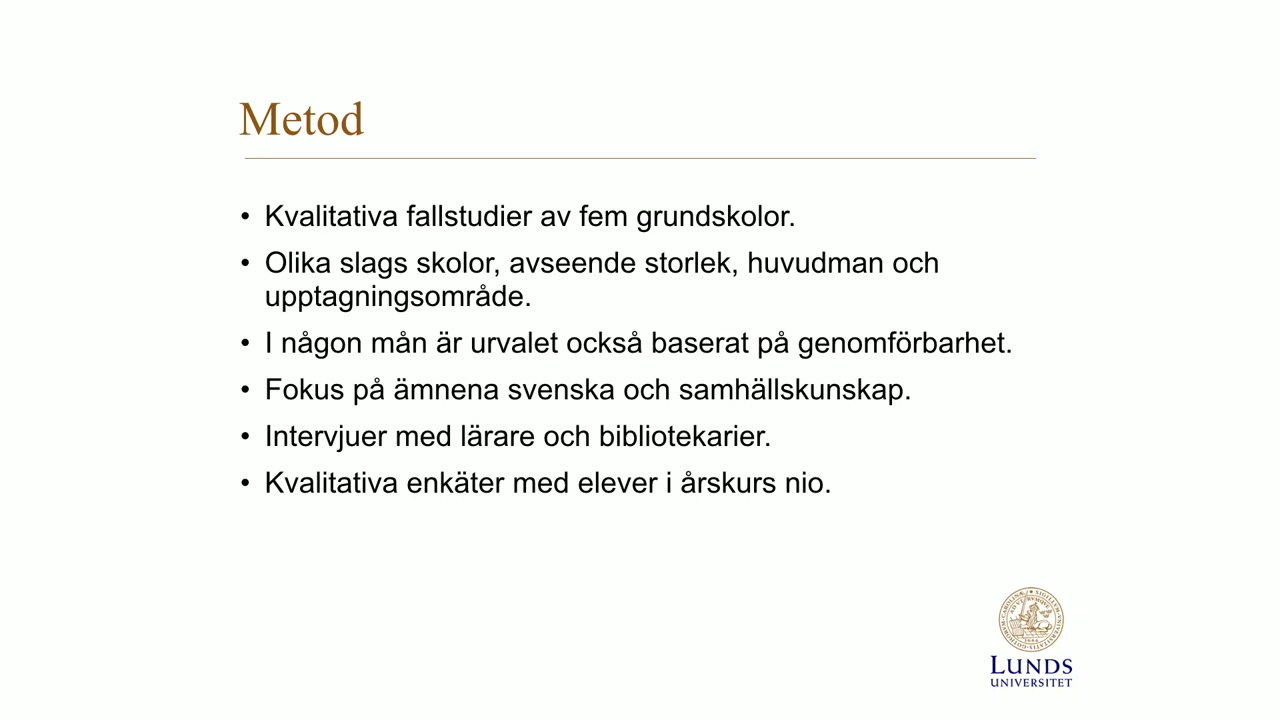 Metod
• Kvalitativa fallstudier av fem grundskolor.
• Olika slags skolor, avseende storlek, huvudman och
upptagningsområde.
• I någon mån är urvalet också baserat på genomförbarhet.
• Fokus på ämnena svenska och samhällskunskap.
• Intervjuer med lärare och bibliotekarier.
• Kvalitativa enkäter med elever i årskurs nio.
LUNDS
UNIVERSITET